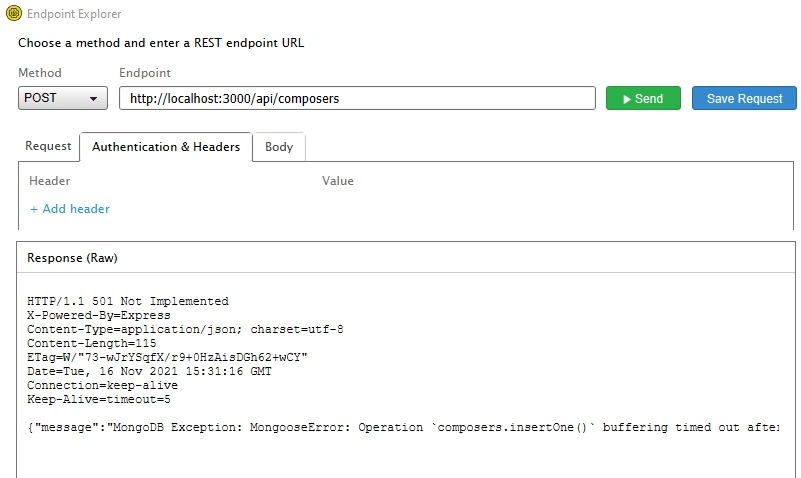 Endpoint Explorer
Choose a method and enter a REST endpoint URL
Method Endpoint
POST http://localhost:3000/api/composers Send Save Request
Request Authentication & Headers Body
Header Value
+ Add header
Response (Raw)
HTTP/1.1 501 Not Implemented
X-Powered-By=Express
Content-Type=application/json; charset=utf-8
Content-Length=115
ETag=W/"73-wJrYSqfX/r9+0HzAisDGh62+wCY"
Date=Tue, 16 Nov 2021 15:31:16 GMT
Connection=keep-alive
Keep-Alive=timeout=5
{"message":"MongoDB Exception: MongooseError: Operation `composers.insertOne()` buffering timed out after